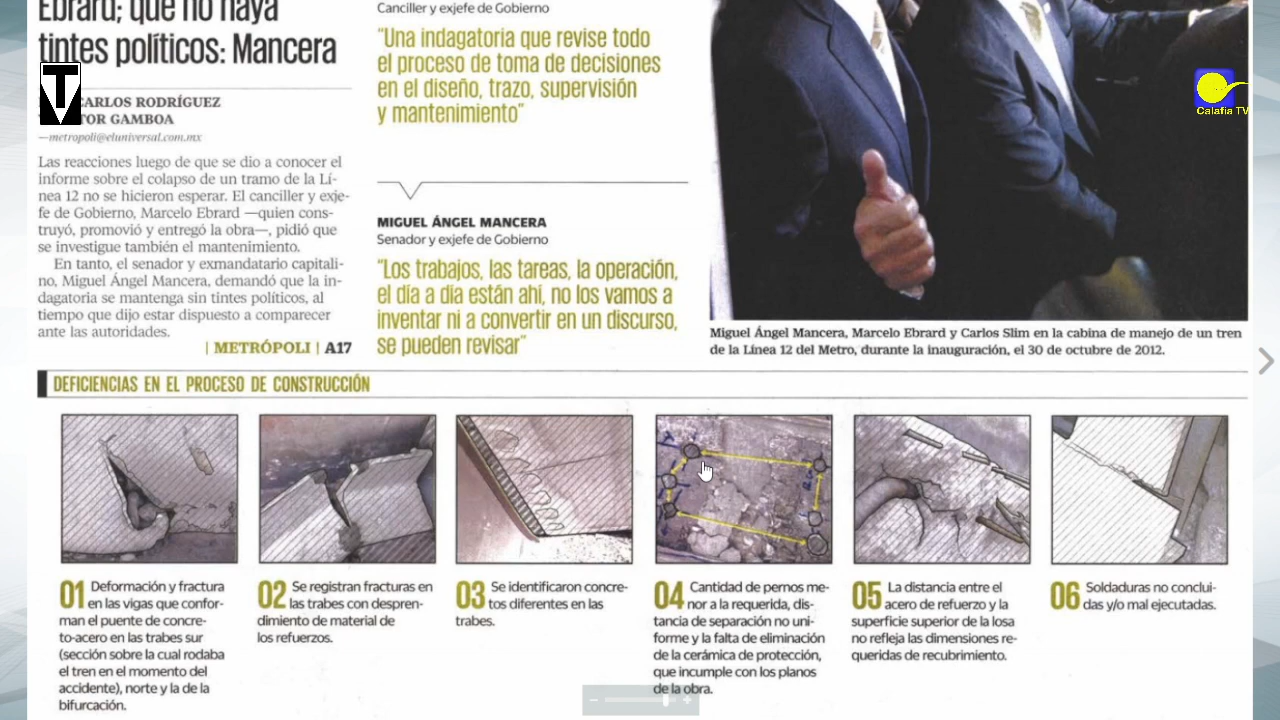 Ebrard; que no haya
tintes políticos: Mancera
CARLOS RODRÍGUEZ
TOR GAMBOA
—metropoli@eluniversal.com.mx
Las reacciones luego de que se dio a conocer el
informe sobre el colapso de un tramo de la Lí-
nea 12 no se hicieron esperar. El canciller y exje-
fe de Gobierno, Marcelo Ebrard —quien cons-
truyó, promovió y entregó la obra—, pidió que
se investigue también el mantenimiento.
En tanto, el senador y exmandatario capitali-
no, Miguel Ángel Mancera, demandó que la in-
dagatoria se mantenga sin tintes políticos, al
tiempo que dijo estar dispuesto a comparecer
ante las autoridades.
| METRÓPOLI | A17
Canciller y exjefe de Gobierno
"Una indagatoria que revise todo
el proceso de toma de decisiones
en el diseño, trazo, supervisión
y mantenimiento"
MIGUEL ÁNGEL MANCERA
Senador y exjefe de Gobierno
"Los trabajos, las tareas, la operación,
el día a día están ahí, no los vamos a
inventar ni a convertir en un discurso,
se pueden revisar"
Calafia TV
Miguel Ángel Mancera, Marcelo Ebrard y Carlos Slim en la cabina de manejo de un tren
de la Línea 12 del Metro, durante la inauguración, el 30 de octubre de 2012.
DEFICIENCIAS EN EL PROCESO DE CONSTRUCCIÓN
01 Deformación y fractura
en las vigas que confor-
man el puente de concre-
to-acero en las trabes sur
(sección sobre la cual rodaba
el tren en el momento del
accidente), norte y la de la
bifurcación.
02 Se registran fracturas en
las trabes con despren-
dimiento de material de
los refuerzos.
03 Se identificaron concre-
tos diferentes en las
trabes.
04 Cantidad de pernos me-
nor a la requerida, dis-
tancia de separación no uni-
forme y la falta de eliminación
de la cerámica de protección,
que incumple con los planos
de la obra.
05 La distancia entre el
acero de refuerzo y la
superficie superior de la losa
no refleja las dimensiones re-
queridas de recubrimiento.
06 Soldaduras no conclui-
das y/o mal ejecutadas.